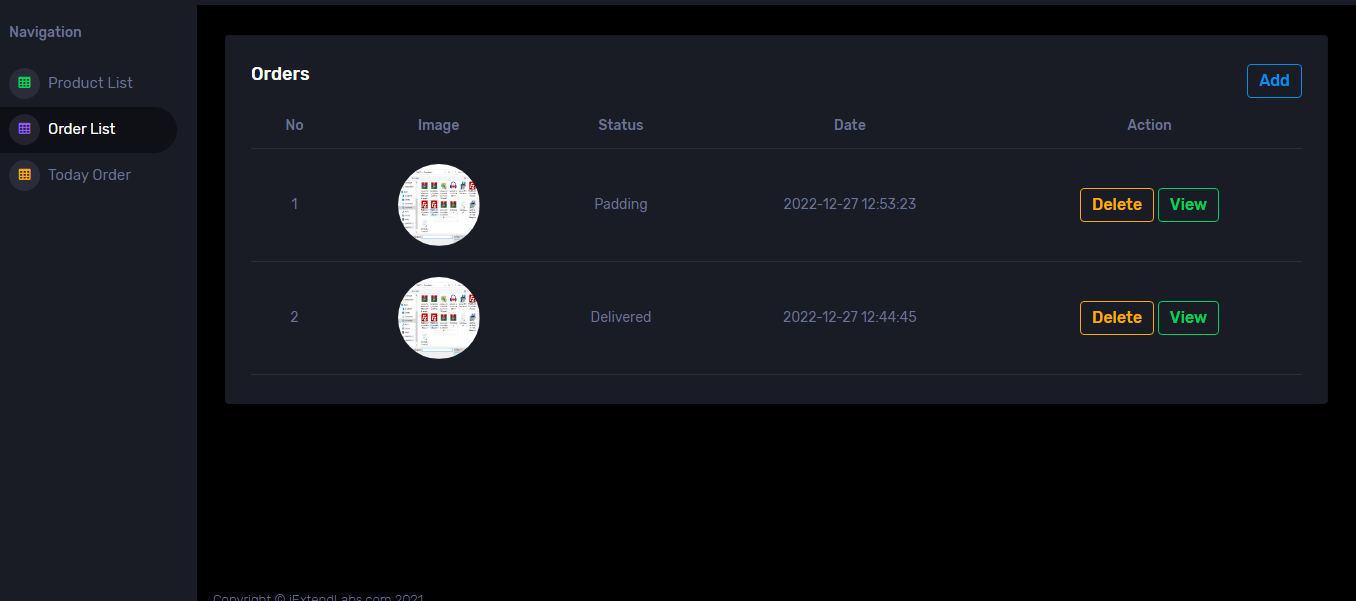 Navigation
Product List
Order List
Today Order
Orders
Add
No Image Status Date Action
1 Padding 2022-12-27 12:53:23 Delete View
2 Delivered 2022-12-27 12:44:45 Delete View
Copyright © iExtendLabs.com 2021